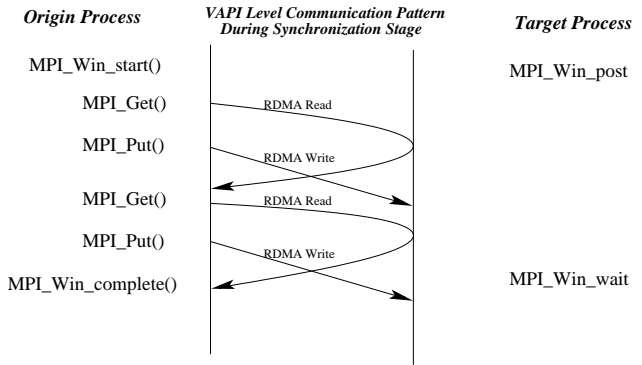 Origin Process
VAPI Level Communication Pattern
During Synchronization Stage
Target Process
MPI_Win_start()
MPI_Win_post
MPI_Get()
RDMA Read
MPI_Put()
RDMA Write
MPI_Get()
RDMA Read
MPI_Put()
RDMA Write
MPI_Win_complete()
MPI_Win_wait